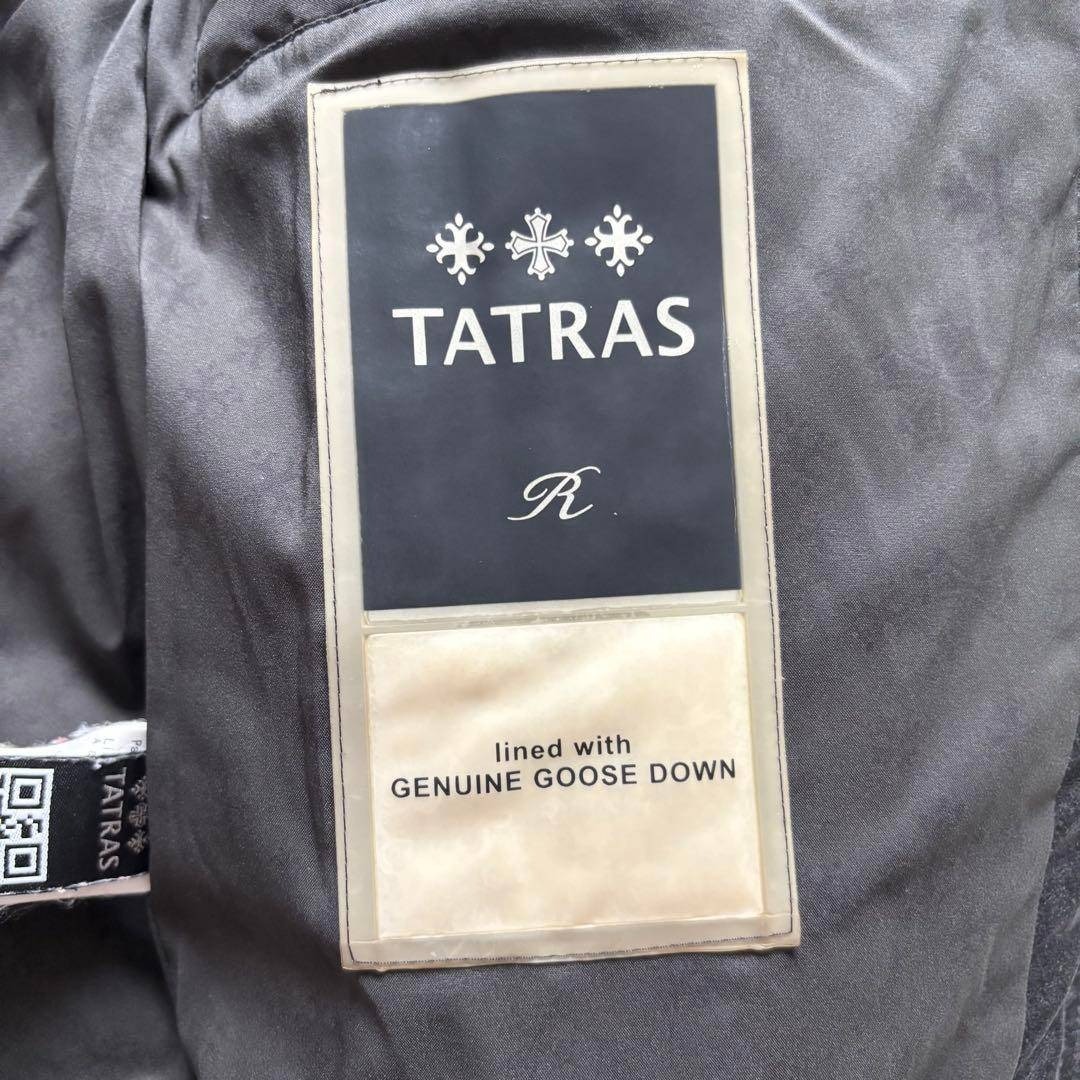 TATRAS
R
lined with
GENUINE GOOSE DOWN
TATRAS